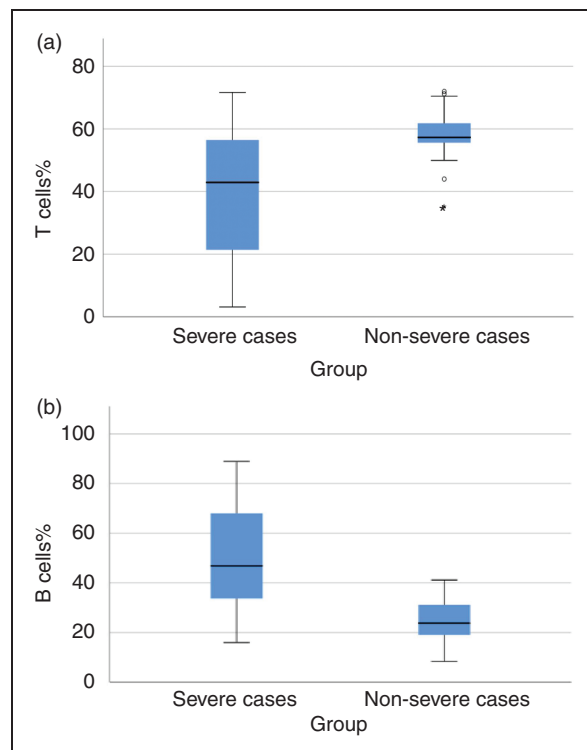 (a)
80
60
40
20
0
T cells%
Severe cases Non-severe cases
Group
(b)
100
80
60
40
20
0
B cells%
Severe cases Non-severe cases
Group